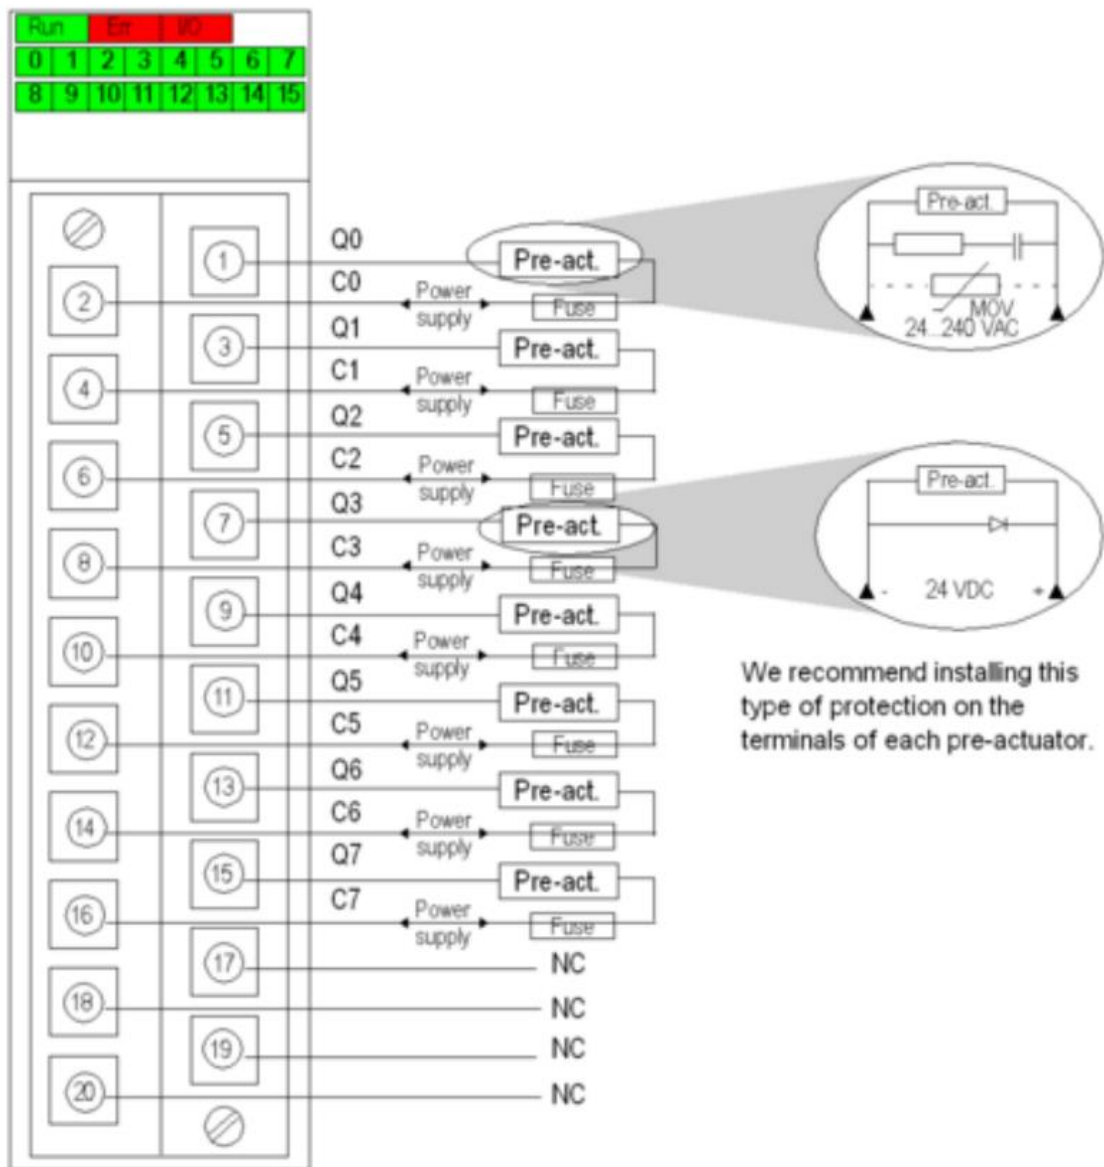 Run Err I/O
0 1 2 3 4 5 6 7
8 9 10 11 12 13 14 15
1 Q0 Pre-act.
2 C0 Power supply Fuse
3 Q1 Pre-act.
4 C1 Power supply Fuse
5 Q2 Pre-act.
6 C2 Power supply Fuse
7 Q3 Pre-act.
8 C3 Power supply Fuse
9 Q4 Pre-act.
10 C4 Power supply Fuse
11 Q5 Pre-act.
12 C5 Power supply Fuse
13 Q6 Pre-act.
14 C6 Power supply Fuse
15 Q7 Pre-act.
16 C7 Power supply Fuse
17 NC
18 NC
19 NC
20 NC
Pre-act.
MOV
24...240 VAC
Pre-act.
- 24 VDC +
We recommend installing this
type of protection on the
terminals of each pre-actuator.